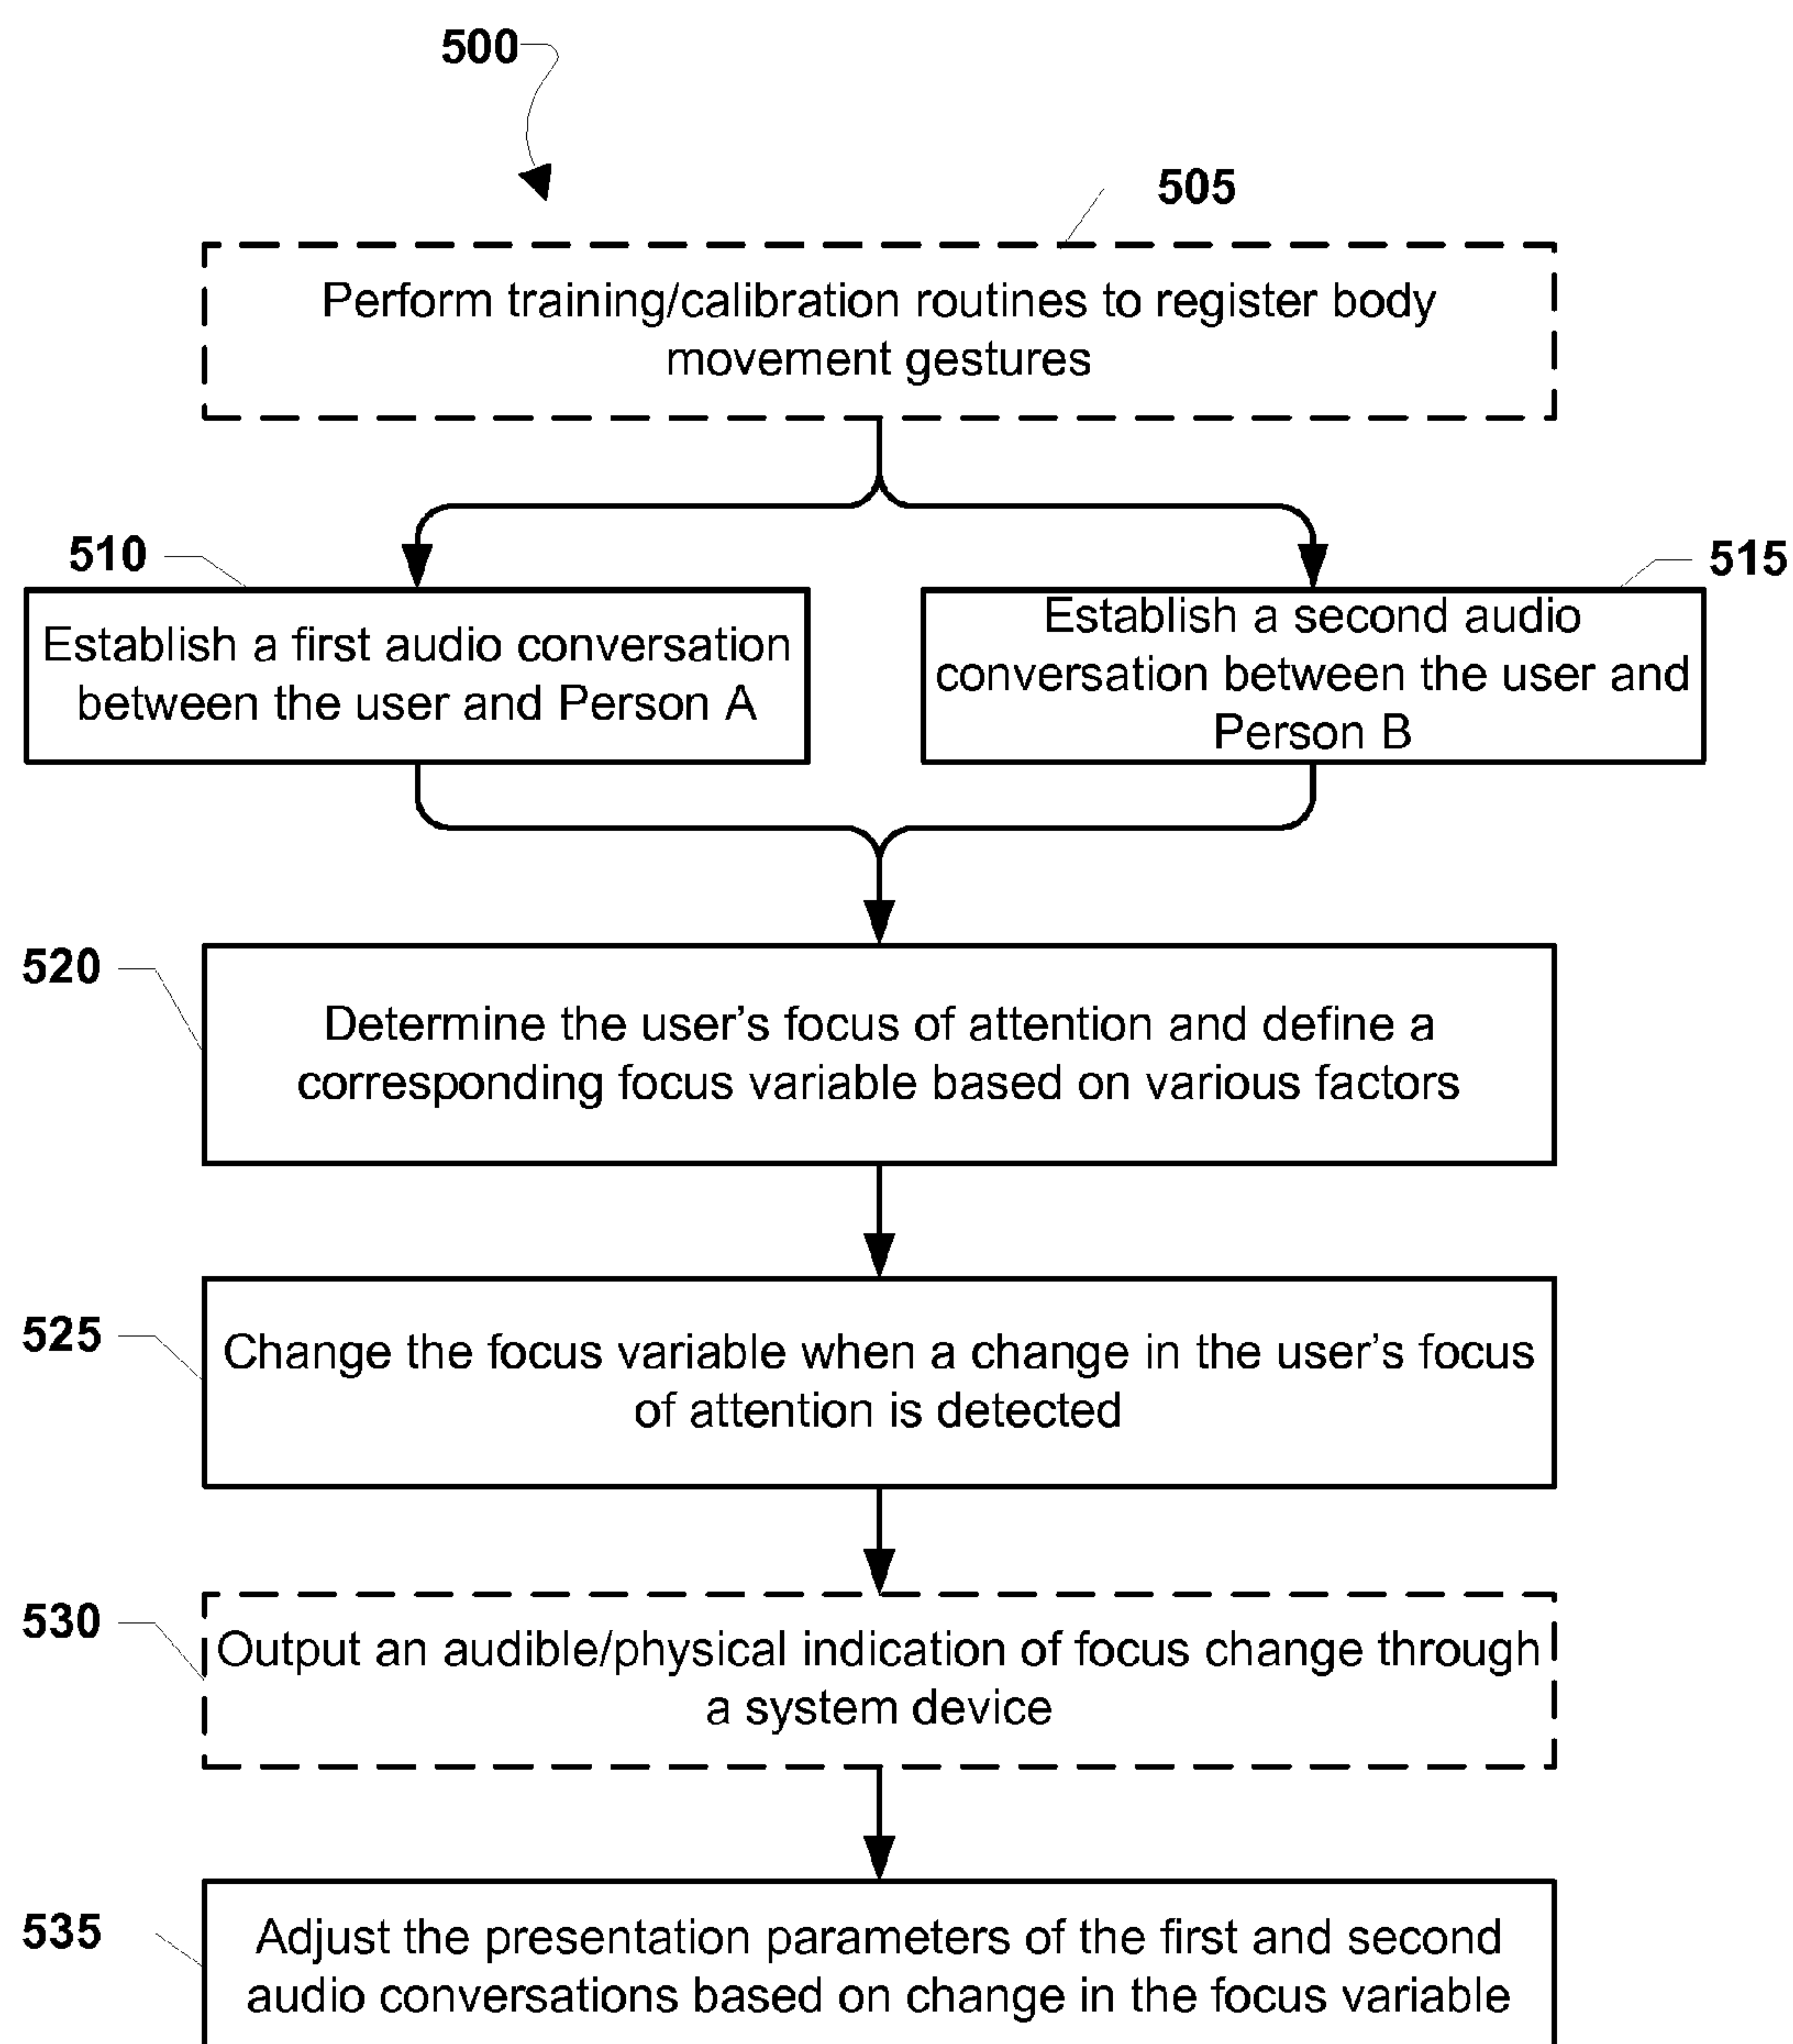 500
505
Perform training/calibration routines to register body
movement gestures
510
515
Establish a first audio conversation
between the user and Person A
Establish a second audio
conversation between the user and
Person B
520
Determine the user's focus of attention and define a
corresponding focus variable based on various factors
525
Change the focus variable when a change in the user's focus
of attention is detected
530
Output an audible/physical indication of focus change through
a system device
535
Adjust the presentation parameters of the first and second
audio conversations based on change in the focus variable